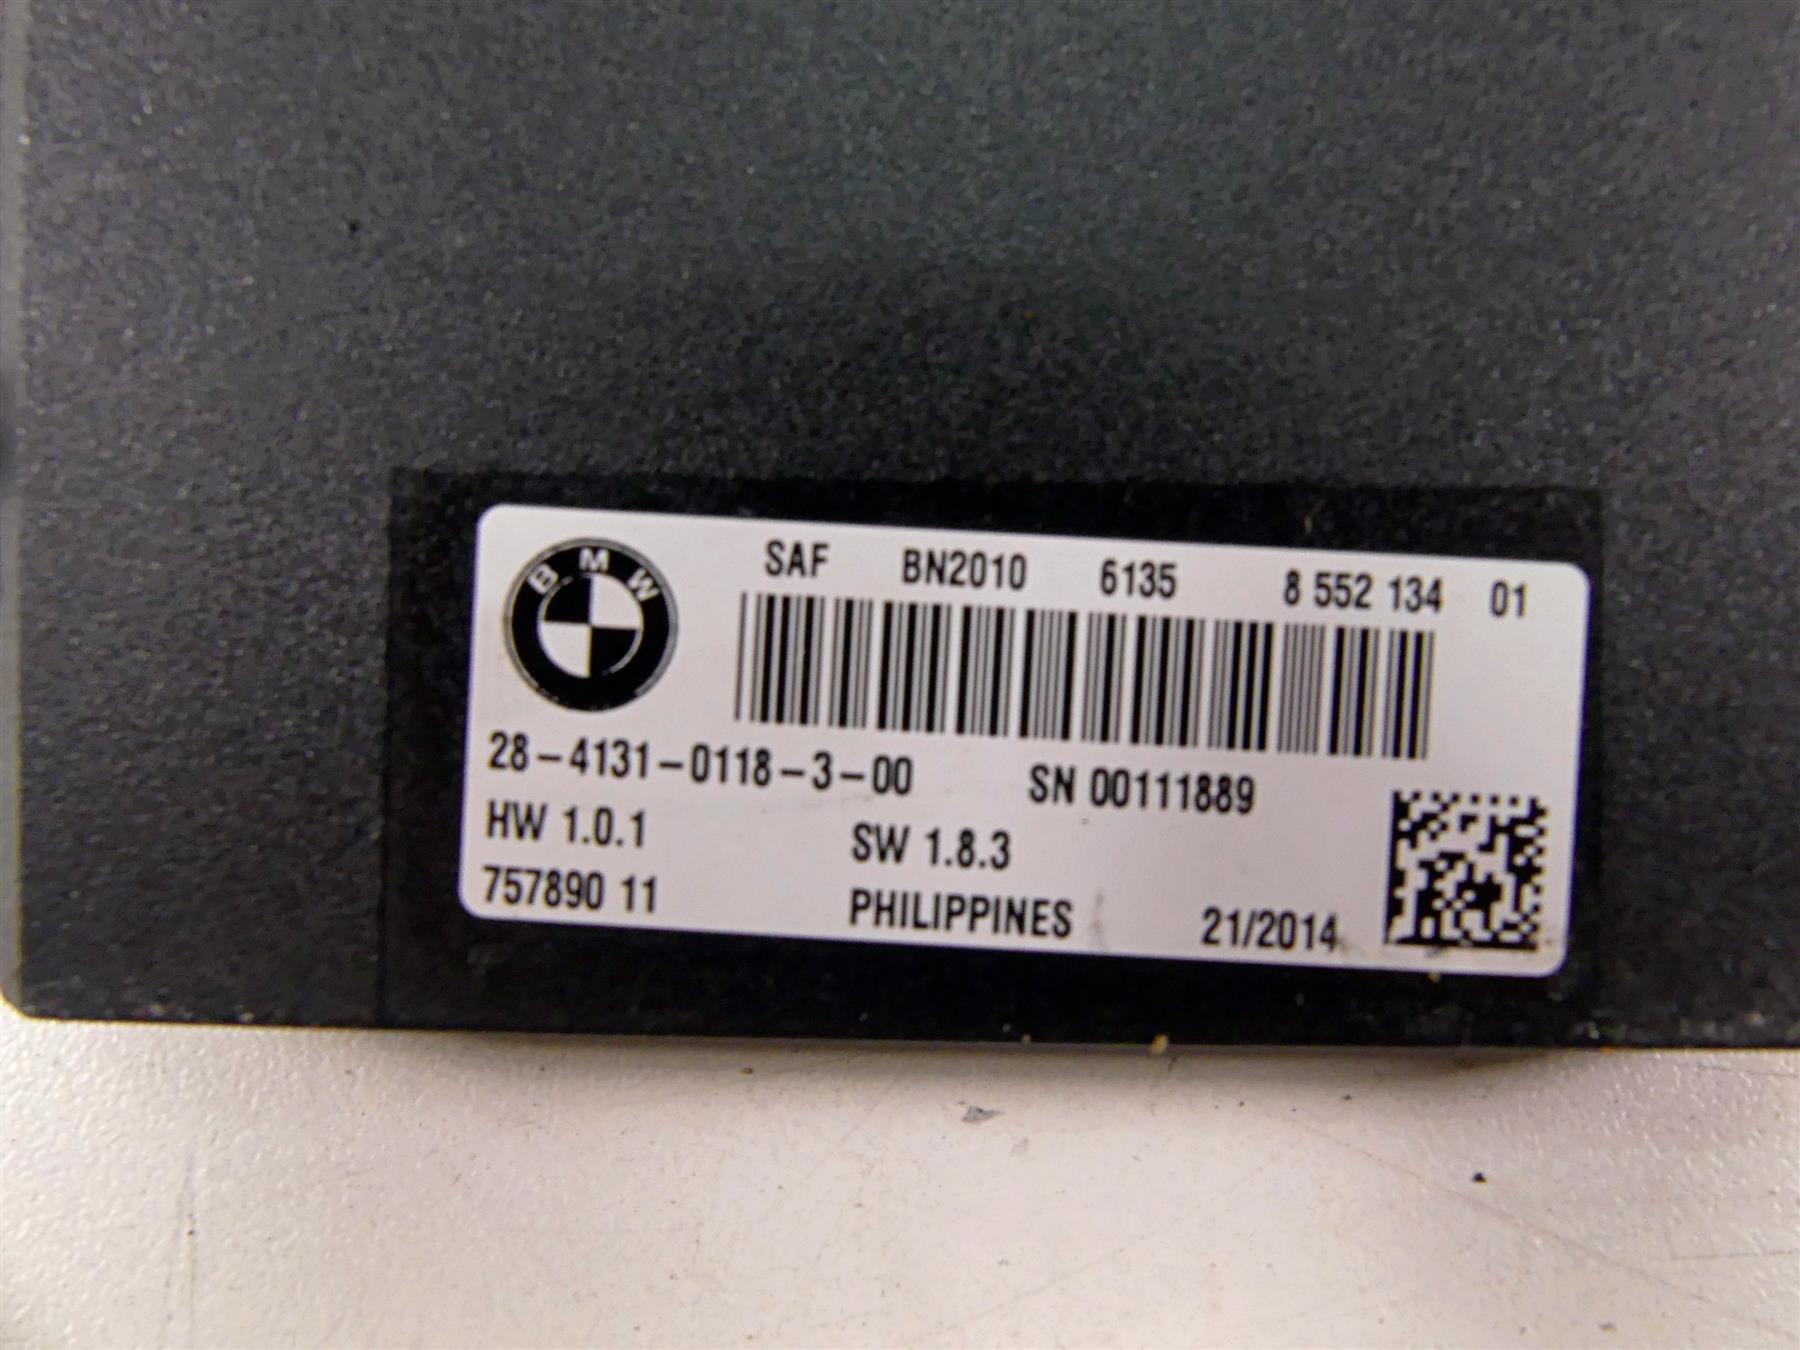 BMW
SAF BN2010 6135 8 552 134 01
28-4131-0118-3-00 SN 00111889
HW 1.0.1 SW 1.8.3
757890 11 PHILIPPINES 21/2014